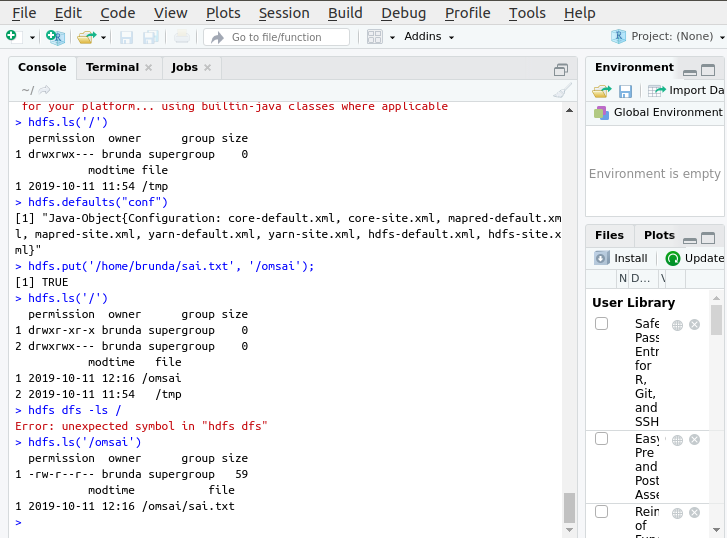 File Edit Code View Plots Session Build Debug Profile Tools Help
Go to file/function Addins Project: (None)
Console Terminal Jobs
~/
for your platform... using builtin-java classes where applicable
> hdfs.ls('/')
permission owner group size
1 drwxrwx--- brunda supergroup 0
modtime file
1 2019-10-11 11:54 /tmp
> hdfs.defaults("conf")
[1] "Java-Object{Configuration: core-default.xml, core-site.xml, mapred-default.xm
l, mapred-site.xml, yarn-default.xml, yarn-site.xml, hdfs-default.xml, hdfs-site.x
ml}"
> hdfs.put('/home/brunda/sai.txt', '/omsai');
[1] TRUE
> hdfs.ls('/')
permission owner group size
1 drwxr-xr-x brunda supergroup 0
2 drwxrwx--- brunda supergroup 0
modtime file
1 2019-10-11 12:16 /omsai
2 2019-10-11 11:54 /tmp
> hdfs dfs -ls /
Error: unexpected symbol in "hdfs dfs"
> hdfs.ls('/omsai')
permission owner group size
1 -rw-r--r-- brunda supergroup 59
modtime file
1 2019-10-11 12:16 /omsai/sai.txt
>
Environment
Import Da
Global Environment
Environment is empty
Files Plots
Install Update
N D...
User Library
Safe
Pass
Entr
for
R,
Git,
and
SSH
Easy
Pre
and
Post
Asse
Rein
of